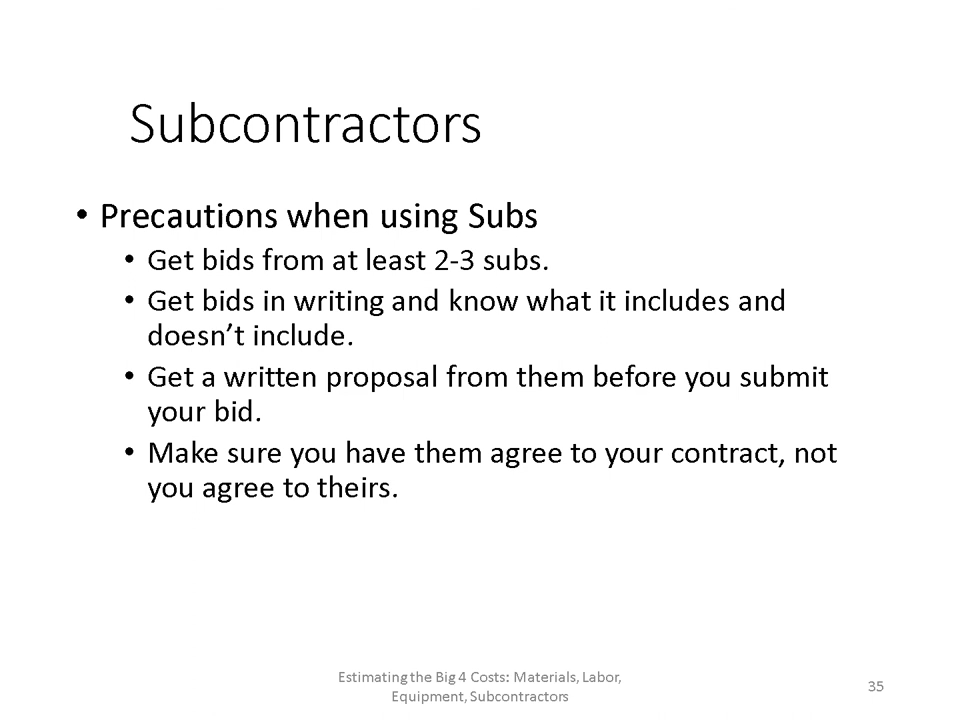 Subcontractors
• Precautions when using Subs
• Get bids from at least 2-3 subs.
• Get bids in writing and know what it includes and
doesn’t include.
• Get a written proposal from them before you submit
your bid.
• Make sure you have them agree to your contract, not
you agree to theirs.
Estimating the Big 4 Costs: Materials, Labor,
Equipment, Subcontractors
35